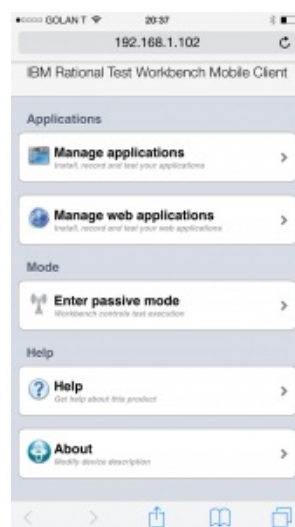 GOLAN T 20:37
192.168.1.102
IBM Rational Test Workbench Mobile Client
Applications
Manage applications
Install, record and test your applications
Manage web applications
Install, record and test your web applications
Mode
Enter passive mode
Workbench controls test execution
Help
Help
Get help about this product
About
Modify device description